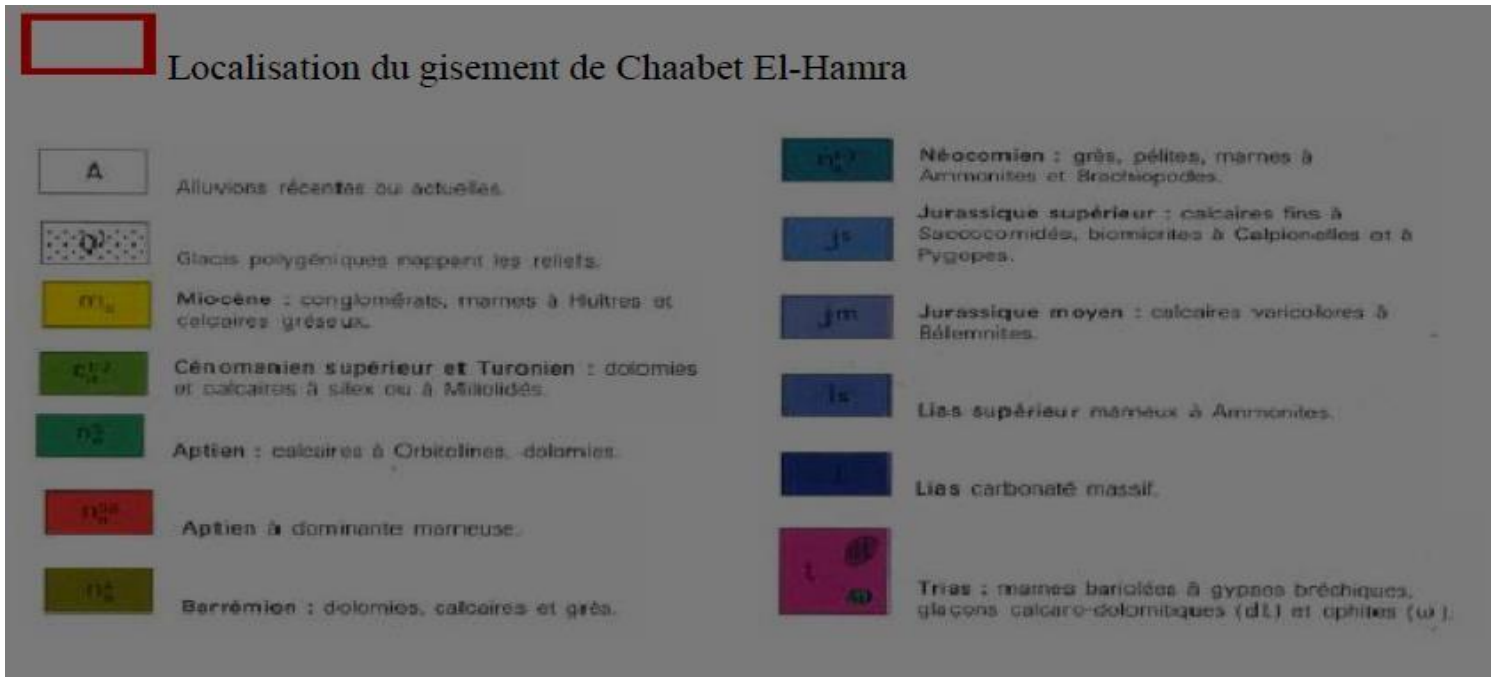 Localisation du gisement de Chaabet El-Hamra
A
Alluvions récentes ou actuelles.
Glacis polygéniques nappant les reliefs.
Miocène : conglomérats, marnes à Huîtres et
calcaires gréseux.
Cénomanien supérieur et Turonien : dolomies
et calcaires à silex ou à Miliolidés.
Aptien : calcaires à Orbitolines, dolomies.
Aptien à dominante marneuse.
Barrémien : dolomies, calcaires et grès.
Néocomien : grès, pélites, marnes à
Ammonites et Brachiopodes.
js
Jurassique supérieur : calcaires fins à
Saccocomidés, biomicrites à Calpionelles et à
Pygopes.
jm
Jurassique moyen : calcaires varicolores à
Bélemnites.
ls
Lias supérieur marneux à Ammonites.
Lias carbonaté massif.
t
Trias : marnes bariolées à gypses bréchiques,
glaçons calcaro-dolomitiques (dl) et ophites (ω).